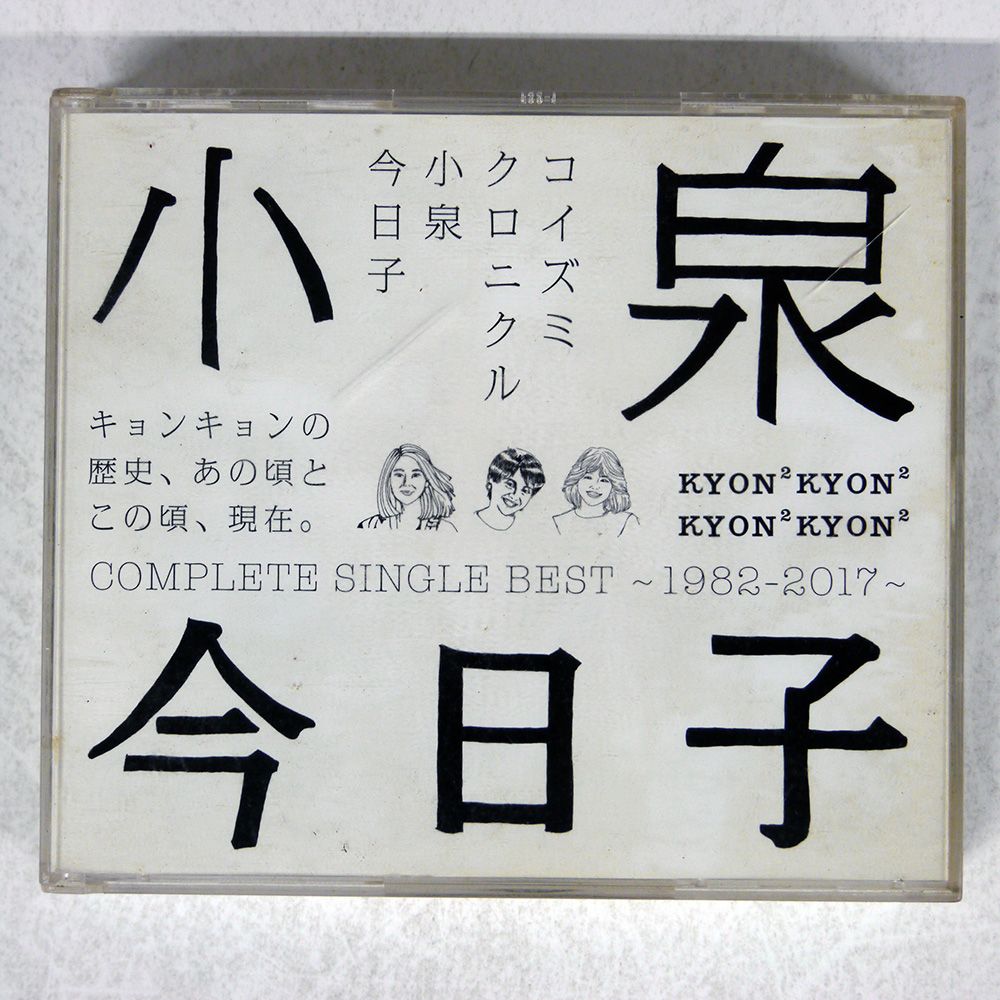 小泉
コイズミ
クロニクル
小泉
今日子
キョンキョンの
歴史、あの頃と
この頃、現在。
KYON²KYON²
KYON²KYON²
COMPLETE SINGLE BEST ~1982-2017~
今日子